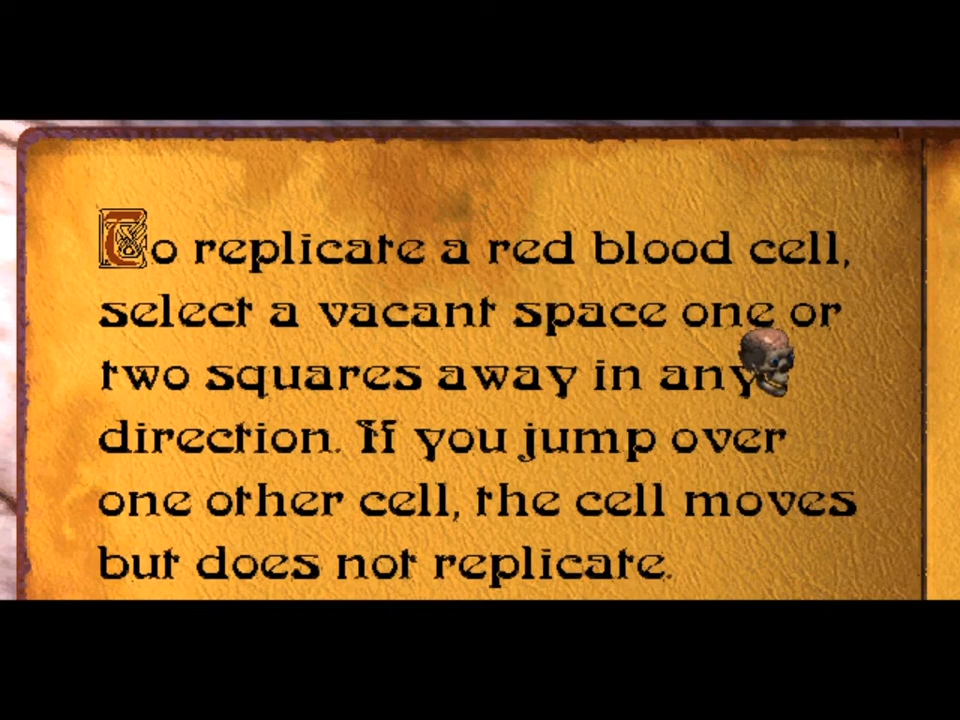 To replicate a red blood cell,
select a vacant space one or
two squares away in any
direction. If you jump over
one other cell, the cell moves
but does not replicate.